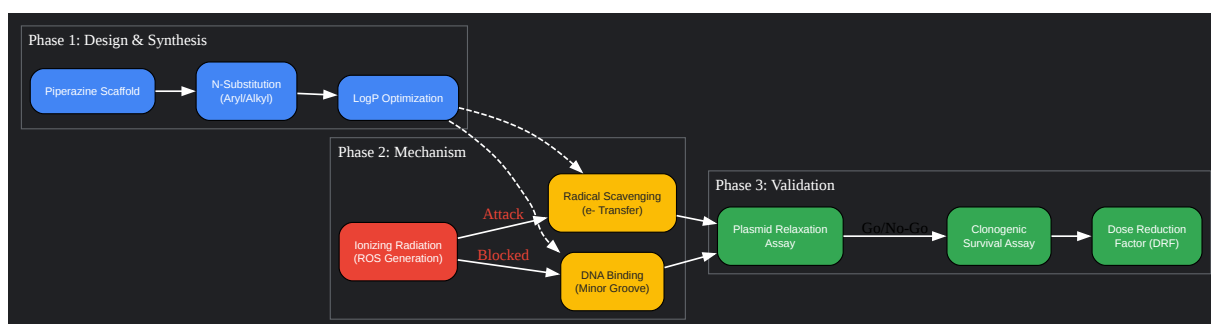 Phase 1: Design & Synthesis
Piperazine Scaffold
N-Substitution
(Aryl/Alkyl)
LogP Optimization
Phase 2: Mechanism
Ionizing Radiation
(ROS Generation)
Attack
Blocked
Radical Scavenging
(e- Transfer)
DNA Binding
(Minor Groove)
Phase 3: Validation
Plasmid Relaxation
Assay
Go/No-Go
Clonogenic
Survival Assay
Dose Reduction
Factor (DRF)